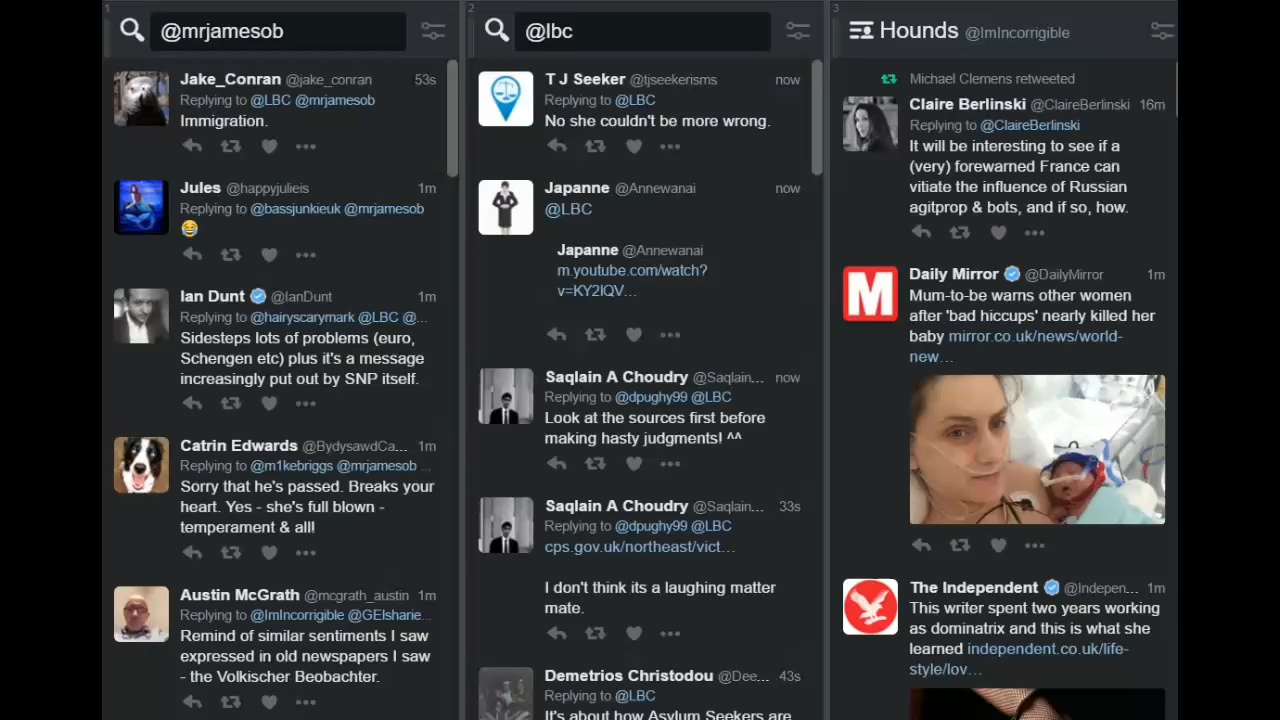 1
@mrjamesob
Jake_Conran @jake_conran 53s
Replying to @LBC @mrjamesob
Immigration.
Jules @happyjulieis 1m
Replying to @bassjunkieuk @mrjamesob
😂
Ian Dunt @IanDunt 1m
Replying to @hairyscarymark @LBC @...
Sidesteps lots of problems (euro,
Schengen etc) plus it's a message
increasingly put out by SNP itself.
Catrin Edwards @BydysawdCa... 1m
Replying to @m1kebriggs @mrjamesob ...
Sorry that he's passed. Breaks your
heart. Yes - she's full blown -
temperament & all!
Austin McGrath @mcgrath_austin 1m
Replying to @ImIncorrigible @GEIsharie...
Remind of similar sentiments I saw
expressed in old newspapers I saw
- the Volkischer Beobachter.
2
@lbc
T J Seeker @tjseekerisms now
Replying to @LBC
No she couldn't be more wrong.
Japanne @Annewanai now
@LBC
Japanne @Annewanai
m.youtube.com/watch?
v=KY2lQV...
Saqlain A Choudry @Saqlain... now
Replying to @dpughy99 @LBC
Look at the sources first before
making hasty judgments! ^^
Saqlain A Choudry @Saqlain... 33s
Replying to @dpughy99 @LBC
cps.gov.uk/northeast/vict...
I don't think its a laughing matter
mate.
Demetrios Christodou @Dee... 43s
Replying to @LBC
It's about how Asylum Seekers are
3
Hounds @ImIncorrigible
Michael Clemens retweeted
Claire Berlinski @ClaireBerlinski 16m
Replying to @ClaireBerlinski
It will be interesting to see if a
(very) forewarned France can
vitiate the influence of Russian
agitprop & bots, and if so, how.
Daily Mirror @DailyMirror 1m
Mum-to-be warns other women
after 'bad hiccups' nearly killed her
baby mirror.co.uk/news/world-
new...
M
The Independent @Indepen... 1m
This writer spent two years working
as dominatrix and this is what she
learned independent.co.uk/life-
style/lov...